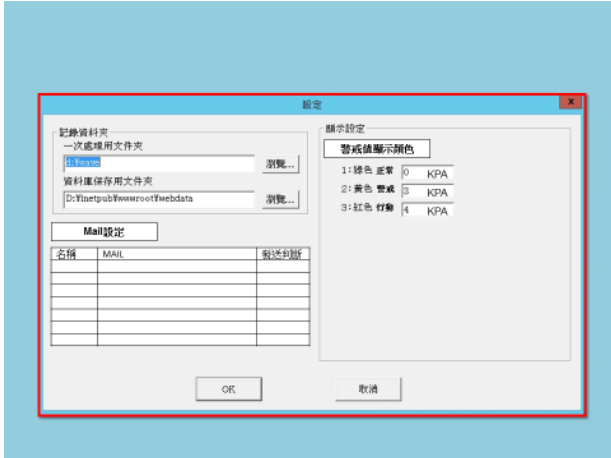 設定
x
記錄資料夾
一次處理用文件夾
d:¥wave
瀏覽...
資料庫保存用文件夾
D:¥inetpub¥wwwroot¥webdata
瀏覽...
Mail設定
名稱 MAIL 發送判斷
顯示設定
警戒值顯示顏色
1:綠色 正常 0 KPA
2:黃色 警戒 3 KPA
3:紅色 行動 4 KPA
OK
取消